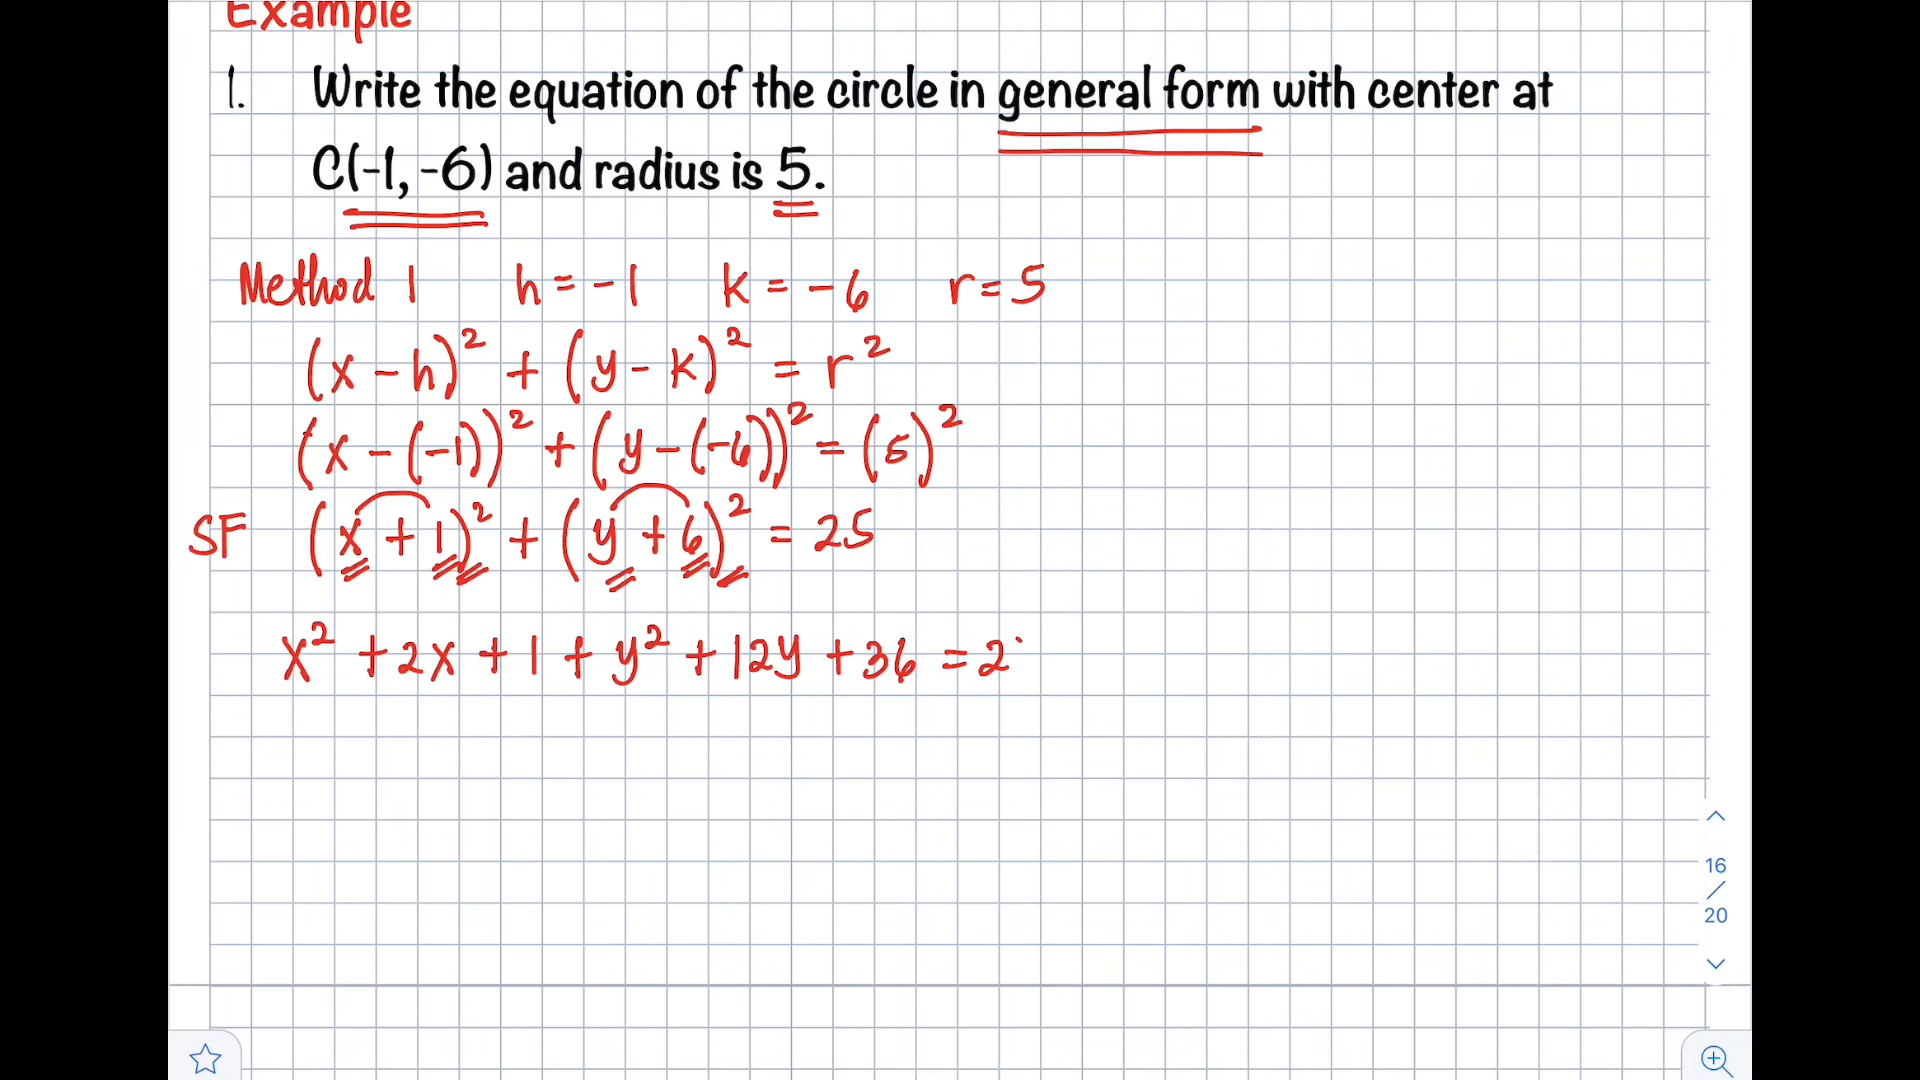 Example
1. Write the equation of the circle in general form with center at
C(-1, -6) and radius is 5.
Method 1 h = -1 k = -6 r = 5
(x - h)² + (y - k)² = r²
(x - (-1))² + (y - (-6))² = (5)²
SF (x + 1)² + (y + 6)² = 25
x² + 2x + 1 + y² + 12y + 36 = 2
16
/
20